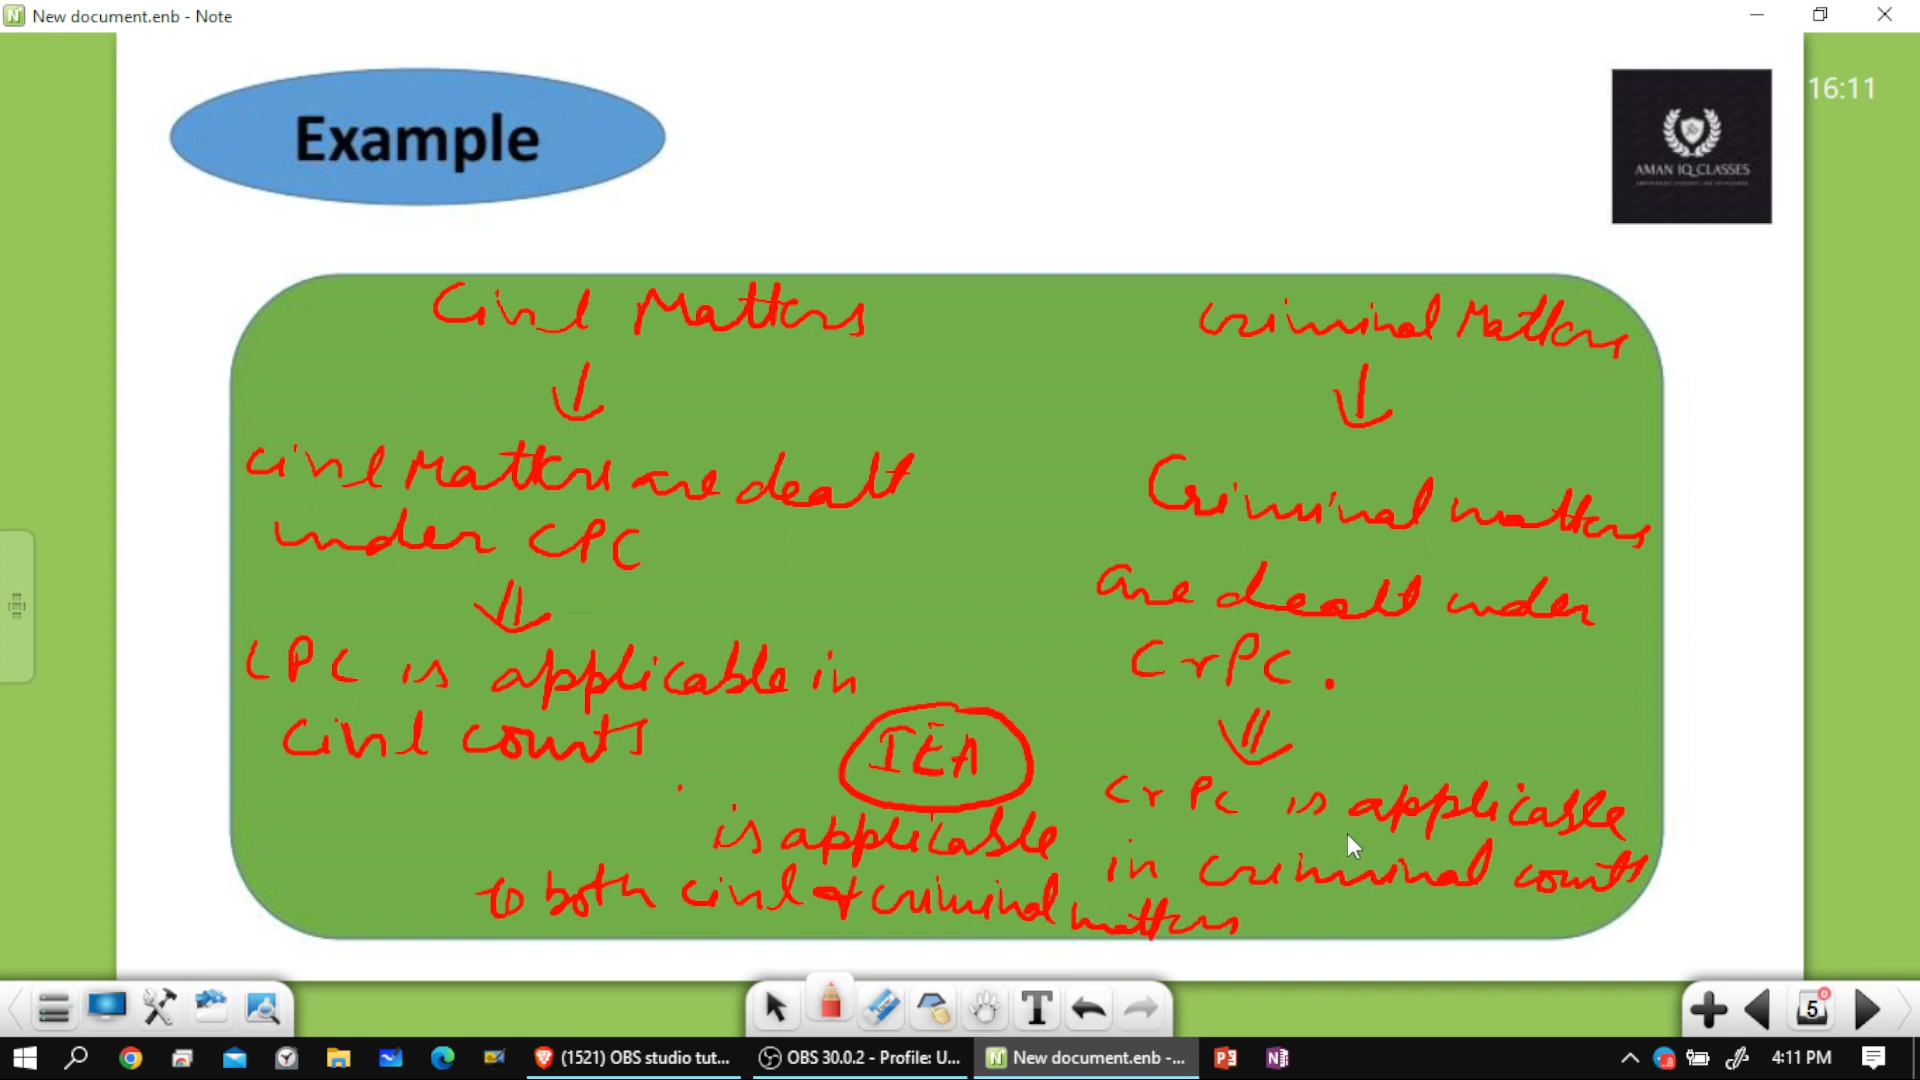 New document.enb - Note
16:11
Example
AMAN IQ CLASSES
Civil Matters
↓
Civil Matters are dealt
under CPC
⇓
CPC is applicable in
civil courts
.
Criminal Matters
↓
Criminal matters
are dealt under
CrPC .
⇓
CrPC is applicable
in criminal courts
IEA
is applicable
to both civil & criminal matters
5
0
(1521) OBS studio tut...
OBS 30.0.2 - Profile: U...
New document.enb -...
4:11 PM